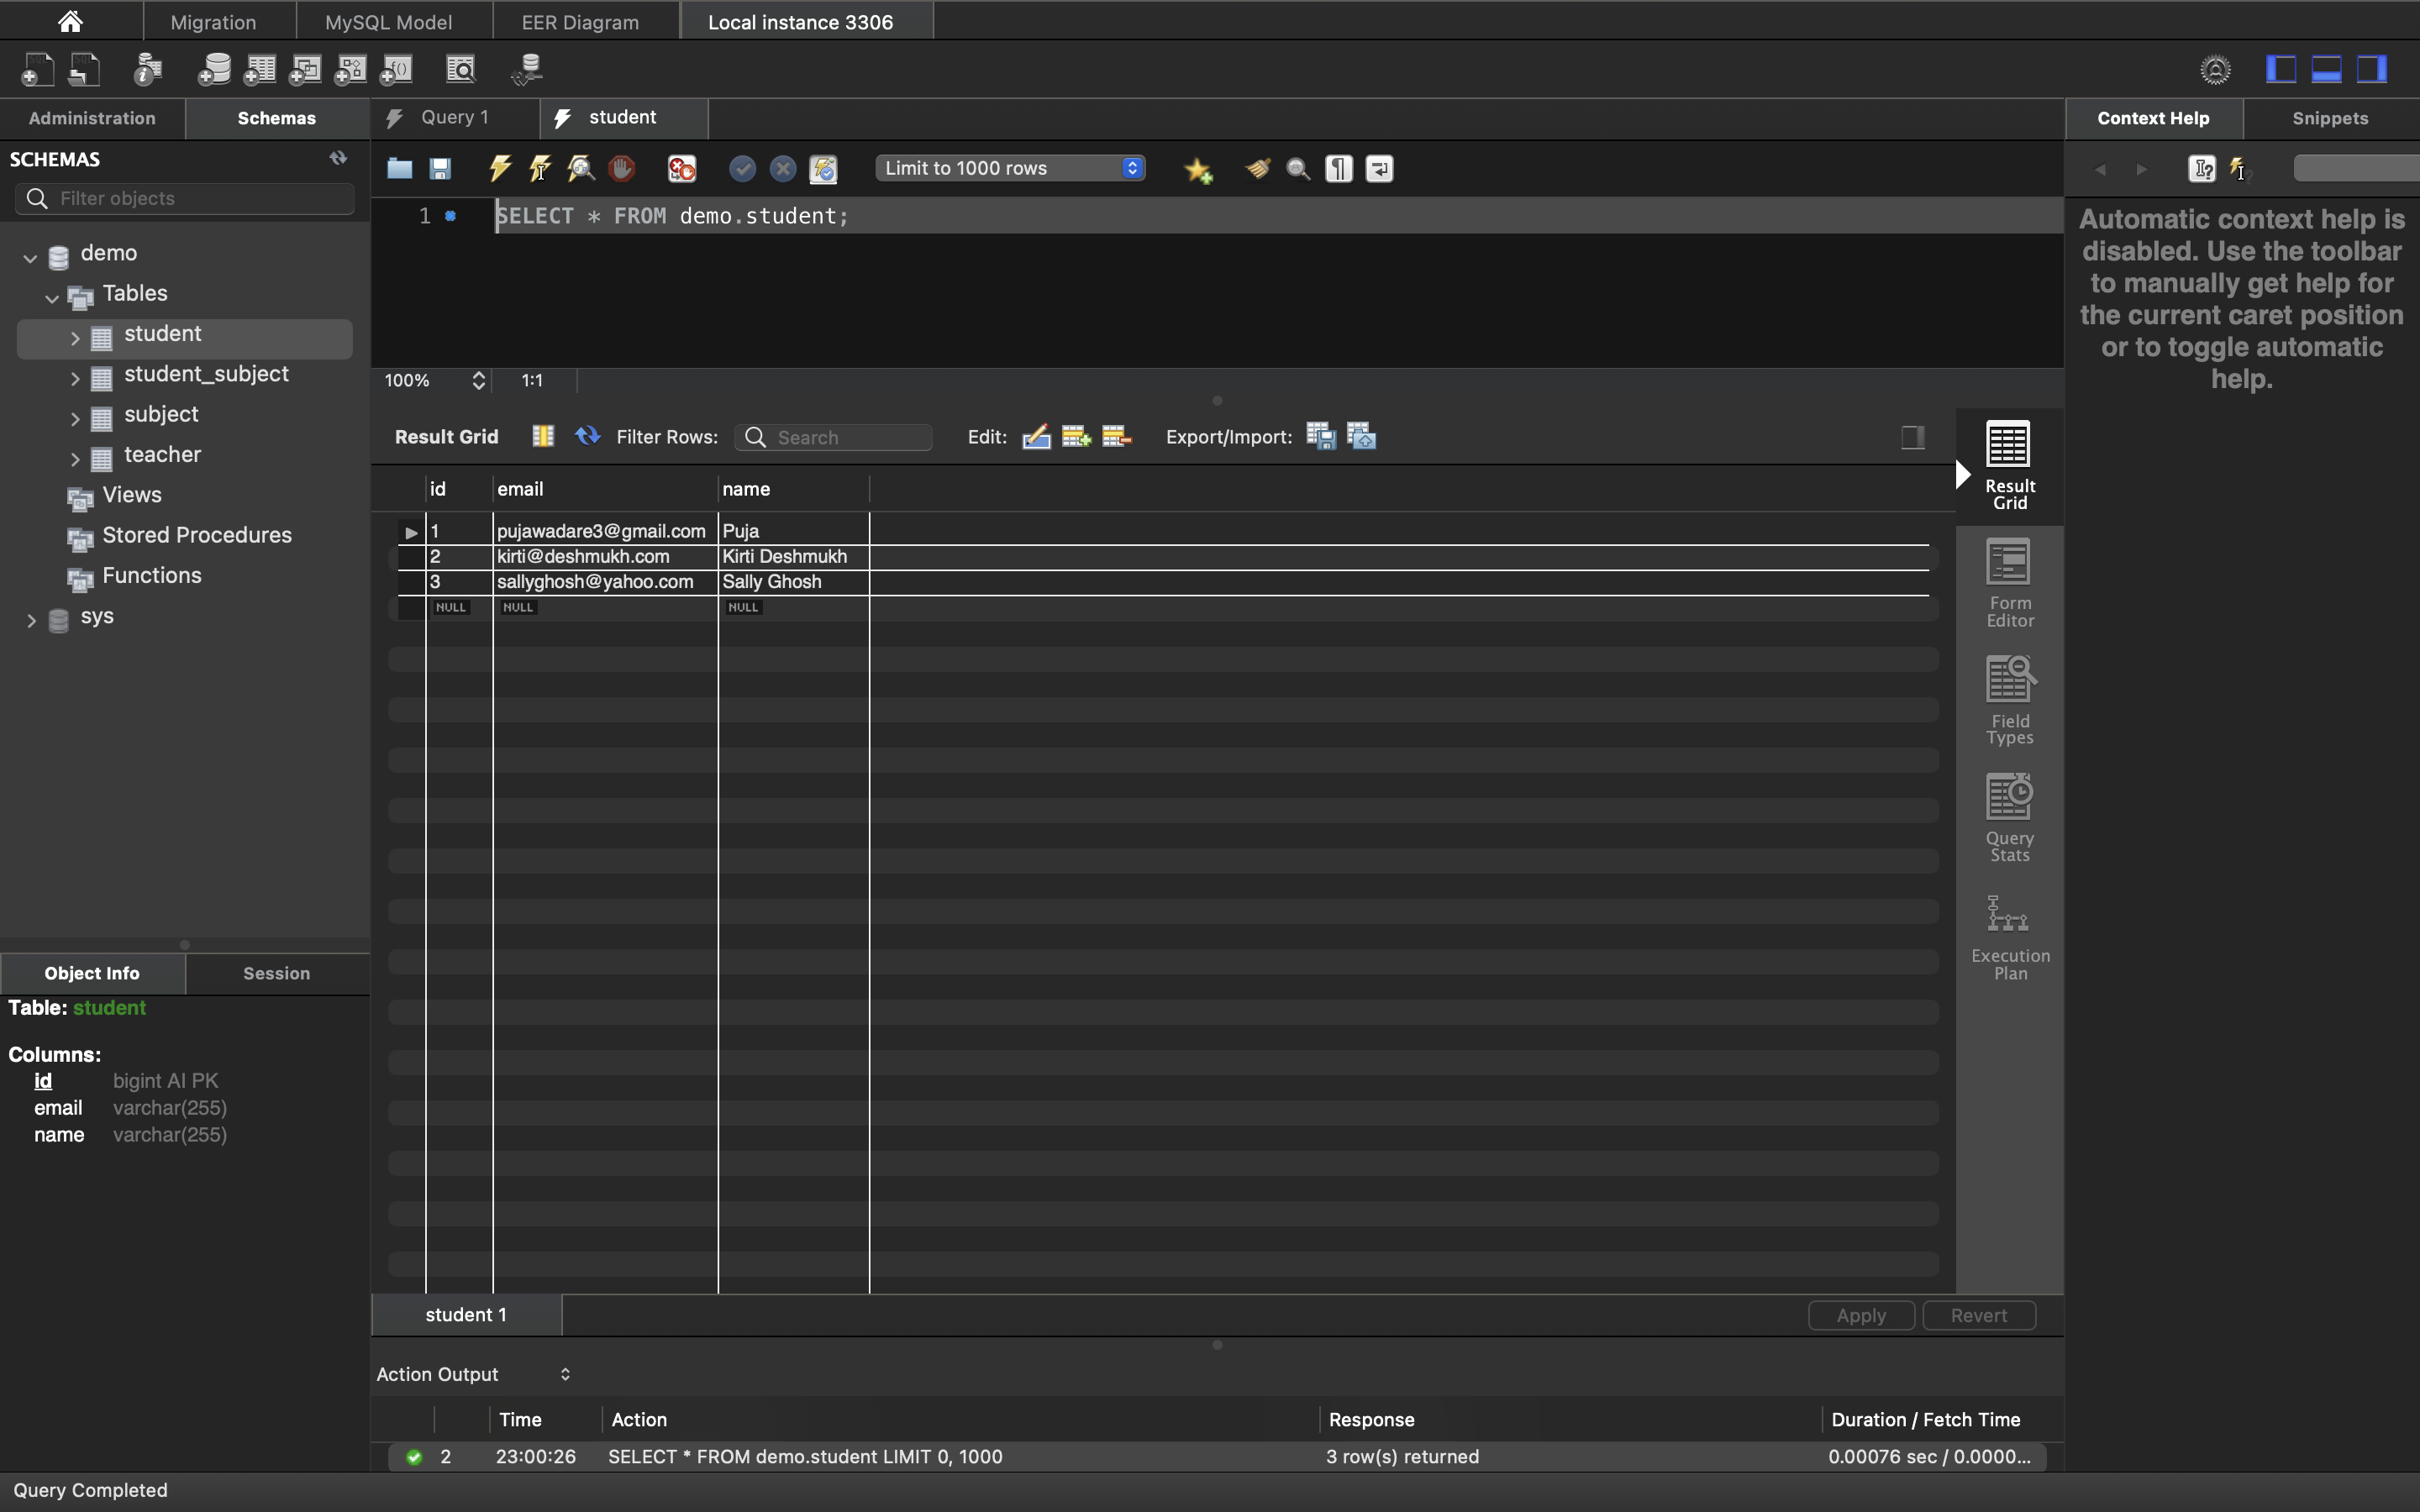 Migration MySQL Model EER Diagram Local instance 3306
Administration Schemas
Query 1 student
Context Help Snippets
SCHEMAS
Filter objects
demo
Tables
student
student_subject
subject
teacher
Views
Stored Procedures
Functions
sys
Object Info Session
Table: student
Columns:
id bigint AI PK
email varchar(255)
name varchar(255)
Limit to 1000 rows
1 SELECT * FROM demo.student;
100% 1:1
Result Grid Filter Rows: Search Edit: Export/Import:
id email name
1 pujawadare3@gmail.com Puja
2 kirti@deshmukh.com Kirti Deshmukh
3 sallyghosh@yahoo.com Sally Ghosh
NULL NULL NULL
Result
Grid
Form
Editor
Field
Types
Query
Stats
Execution
Plan
Automatic context help is
disabled. Use the toolbar
to manually get help for
the current caret position
or to toggle automatic
help.
student 1 Apply Revert
Action Output
Time Action Response Duration / Fetch Time
2 23:00:26 SELECT * FROM demo.student LIMIT 0, 1000 3 row(s) returned 0.00076 sec / 0.0000...
Query Completed